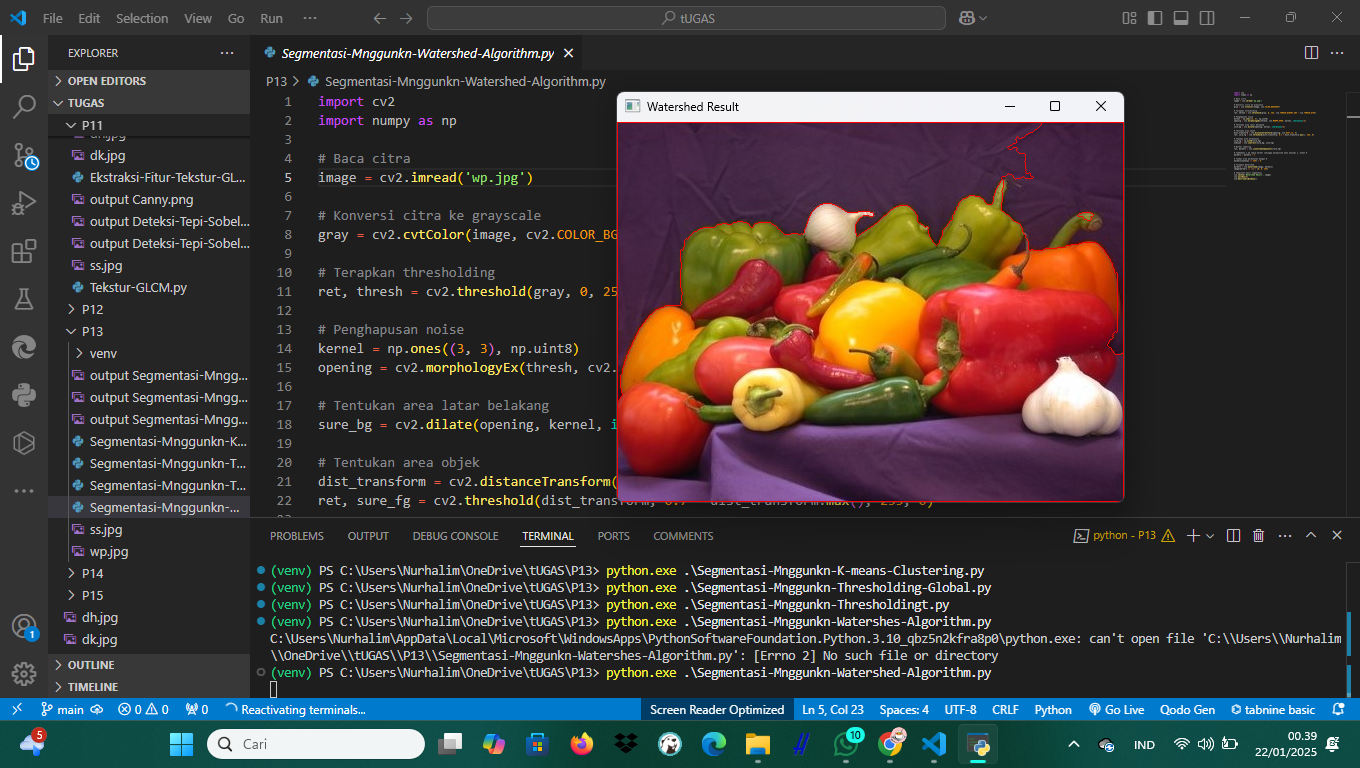 File Edit Selection View Go Run ··· tUGAS
EXPLORER ···
OPEN EDITORS
TUGAS
P11
dk.jpg
Ekstraksi-Fitur-Tekstur-GL...
output Canny.png
output Deteksi-Tepi-Sobel...
output Deteksi-Tepi-Sobel...
ss.jpg
Tekstur-GLCM.py
P12
P13
venv
output Segmentasi-Mngg...
output Segmentasi-Mngg...
output Segmentasi-Mngg...
Segmentasi-Mnggunkn-K...
Segmentasi-Mnggunkn-T...
Segmentasi-Mnggunkn-T...
Segmentasi-Mnggunkn-...
ss.jpg
wp.jpg
P14
P15
dh.jpg
dk.jpg
OUTLINE
TIMELINE
1
Segmentasi-Mnggunkn-Watershed-Algorithm.py
P13 > Segmentasi-Mnggunkn-Watershed-Algorithm.py
1 import cv2
2 import numpy as np
3
4 # Baca citra
5 image = cv2.imread('wp.jpg')
6
7 # Konversi citra ke grayscale
8 gray = cv2.cvtColor(image, cv2.COLOR_BG
9
10 # Terapkan thresholding
11 ret, thresh = cv2.threshold(gray, 0, 25
12
13 # Penghapusan noise
14 kernel = np.ones((3, 3), np.uint8)
15 opening = cv2.morphologyEx(thresh, cv2.
16
17 # Tentukan area latar belakang
18 sure_bg = cv2.dilate(opening, kernel, i
19
20 # Tentukan area objek
21 dist_transform = cv2.distanceTransform(
22 ret, sure_fg = cv2.threshold(dist_transform, 0.7 * dist_transform.max(), 255, 0)
Watershed Result
PROBLEMS OUTPUT DEBUG CONSOLE TERMINAL PORTS COMMENTS python - P13
(venv) PS C:\Users\Nurhalim\OneDrive\tUGAS\P13> python.exe .\Segmentasi-Mnggunkn-K-means-Clustering.py
(venv) PS C:\Users\Nurhalim\OneDrive\tUGAS\P13> python.exe .\Segmentasi-Mnggunkn-Thresholding-Global.py
(venv) PS C:\Users\Nurhalim\OneDrive\tUGAS\P13> python.exe .\Segmentasi-Mnggunkn-Thresholdingt.py
(venv) PS C:\Users\Nurhalim\OneDrive\tUGAS\P13> python.exe .\Segmentasi-Mnggunkn-Watershes-Algorithm.py
C:\Users\Nurhalim\AppData\Local\Microsoft\WindowsApps\PythonSoftwareFoundation.Python.3.10_qbz5n2kfra8p0\python.exe: can't open file 'C:\\Users\\Nurhalim
\\OneDrive\\tUGAS\\P13\\Segmentasi-Mnggunkn-Watershes-Algorithm.py': [Errno 2] No such file or directory
(venv) PS C:\Users\Nurhalim\OneDrive\tUGAS\P13> python.exe .\Segmentasi-Mnggunkn-Watershed-Algorithm.py
main 0 0 0 Reactivating terminals... Screen Reader Optimized Ln 5, Col 23 Spaces: 4 UTF-8 CRLF Python Go Live Qodo Gen tabnine basic
5 Cari 10 IND 00.39
22/01/2025